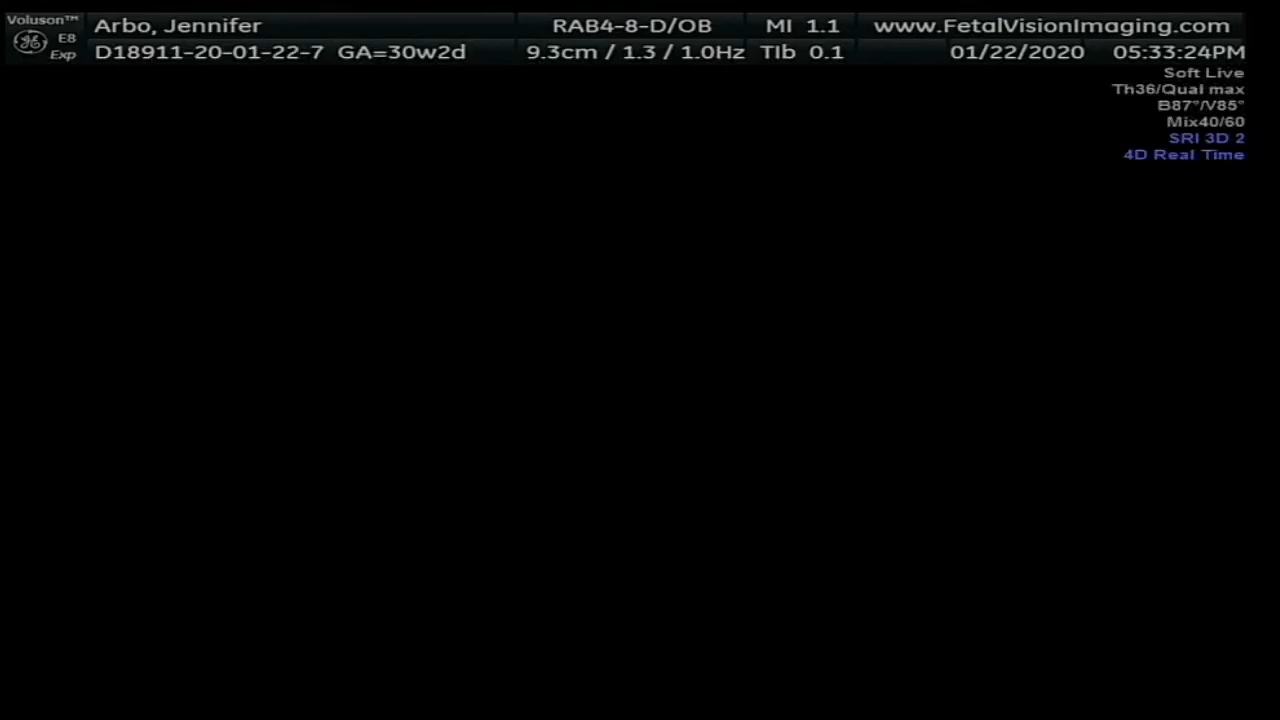 Voluson™ E8 Exp
Arbo, Jennifer RAB4-8-D/OB MI 1.1 www.FetalVisionImaging.com
D18911-20-01-22-7 GA=30w2d 9.3cm / 1.3 / 1.0Hz TIb 0.1 01/22/2020 05:33:24PM
Soft Live
Th36/Qual max
B87°/V85°
Mix40/60
SRI 3D 2
4D Real Time